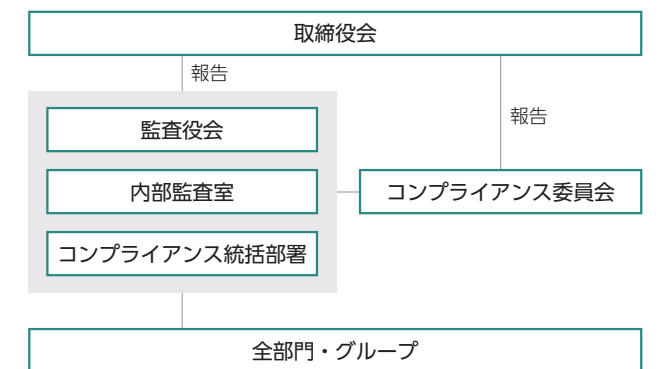 取締役会
報告
報告
監査役会
内部監査室
コンプライアンス委員会
コンプライアンス統括部署
全部門・グループ